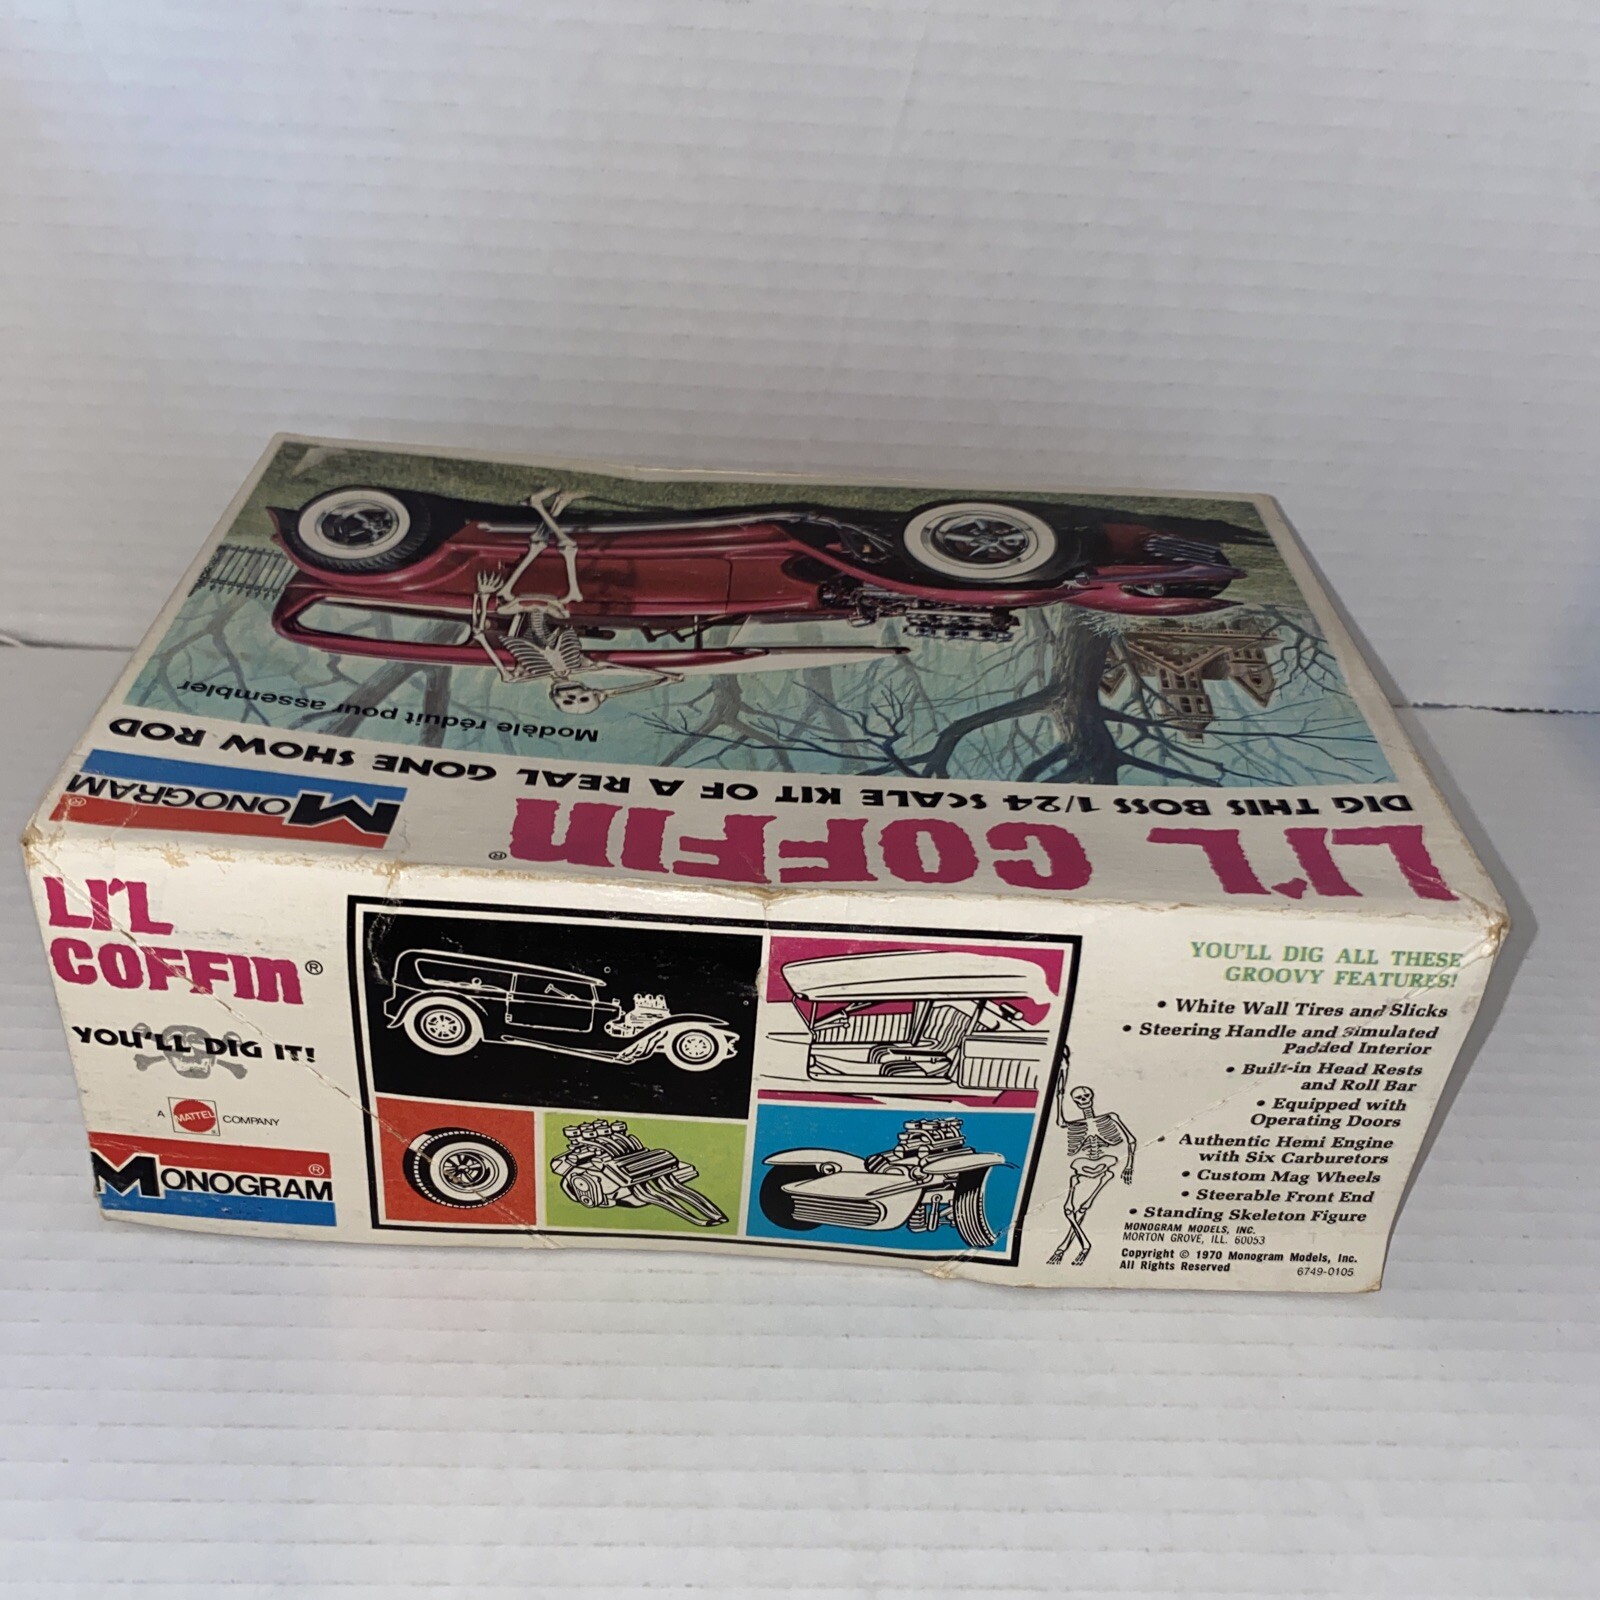 LI'L COFFIN®
DIG THIS BOSS 1/24 SCALE KIT OF A REAL GONE SHOW ROD
MONOGRAM®
Modèle réduit pour assembler
LI'L
COFFIN®
YOU'LL DIG IT!
A MATTEL® COMPANY
MONOGRAM®
YOU'LL DIG ALL THESE
GROOVY FEATURES!
• White Wall Tires and Slicks
• Steering Handle and Simulated
Padded Interior
• Built-in Head Rests
and Roll Bar
• Equipped with
Operating Doors
• Authentic Hemi Engine
with Six Carburetors
• Custom Mag Wheels
• Steerable Front End
• Standing Skeleton Figure
MONOGRAM MODELS, INC.
MORTON GROVE, ILL. 60053
Copyright © 1970 Monogram Models, Inc.
All Rights Reserved 6749-0105